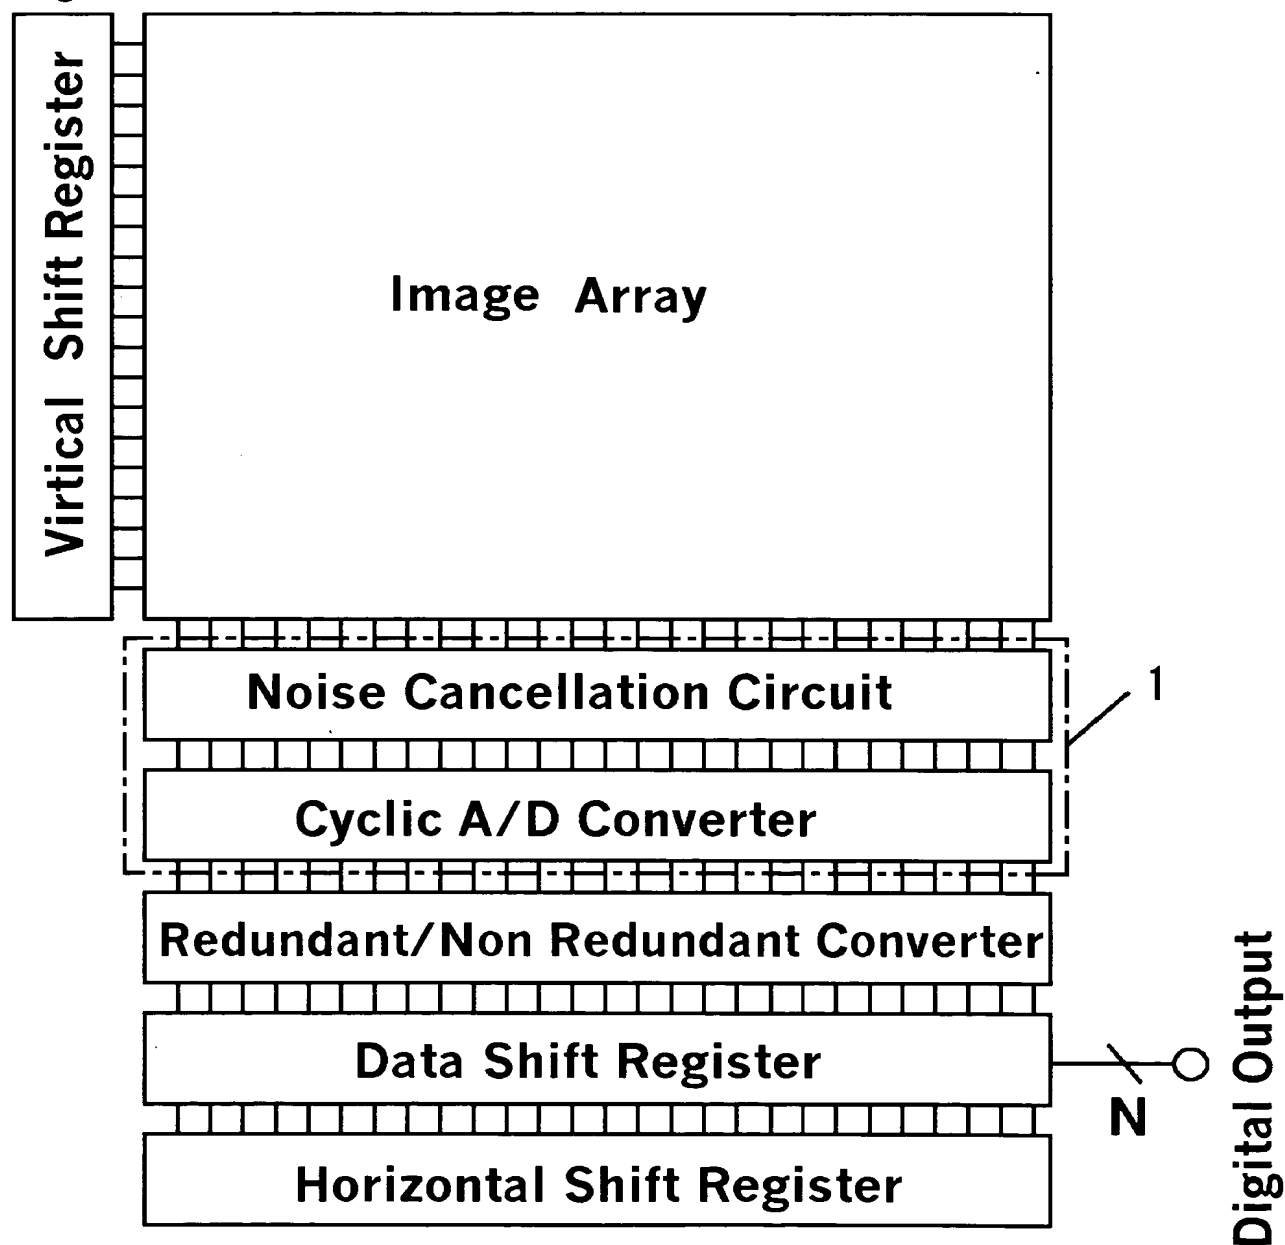 Virtical Shift Register
Image Array
Noise Cancellation Circuit
1
Cyclic A/D Converter
Redundant/Non Redundant Converter
Data Shift Register
N
Digital Output
Horizontal Shift Register